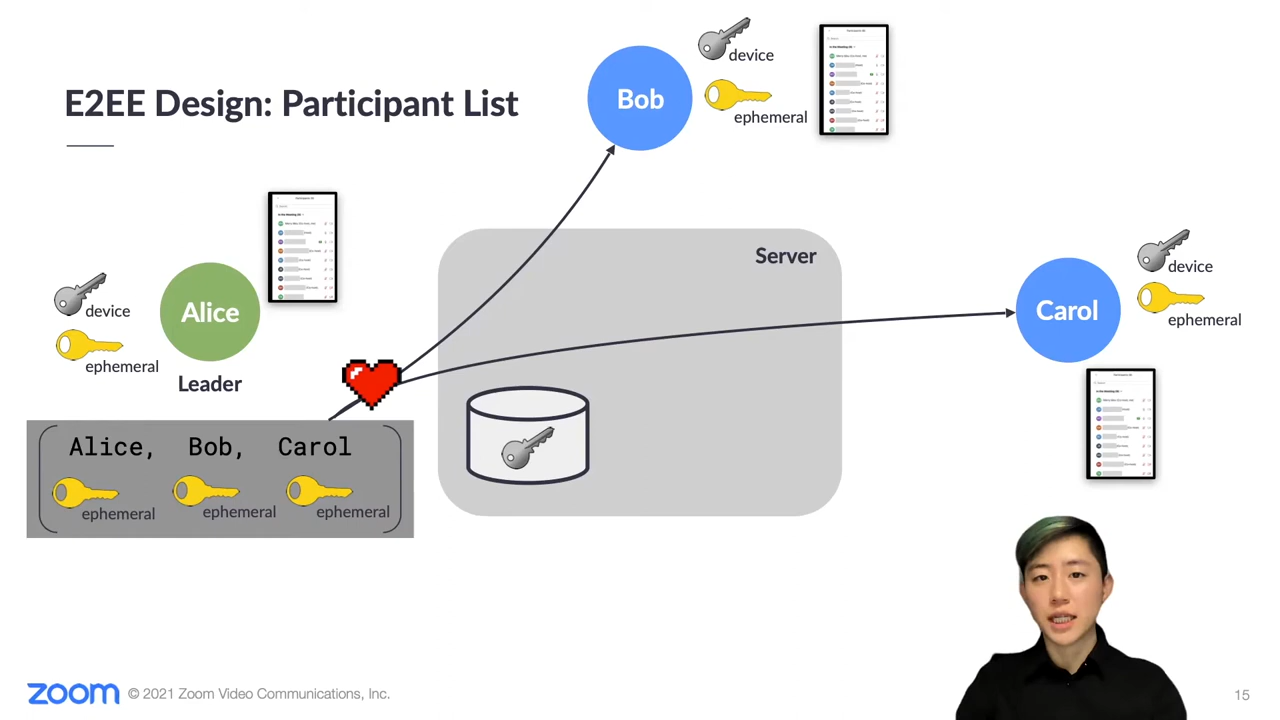 E2EE Design: Participant List
Bob
device
ephemeral
Server
Alice
Leader
device
ephemeral
Carol
device
ephemeral
Alice, Bob, Carol
ephemeral ephemeral ephemeral
zoom © 2021 Zoom Video Communications, Inc.
15